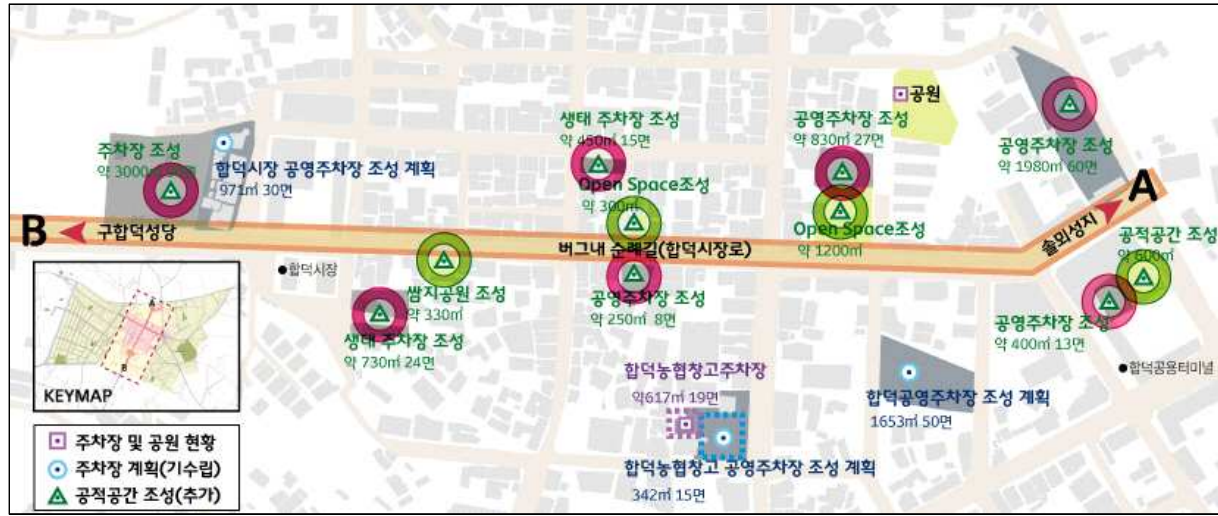 생태 주차장 조성
약 450㎡ 15면
공영주차장 조성
약 830㎡ 27면
공원
공영주차장 조성
약 1980㎡ 60면
주차장 조성
약 3000㎡
합덕시장 공영주차장 조성 계획
971㎡ 30면
Open Space조성
약 300㎡
Open Space조성
약 1200㎡
A
솔뫼성지
B
구합덕성당
버그내 순례길(합덕시장로)
공적공간 조성
약 600㎡
합덕시장
쌈지공원 조성
약 330㎡
공영주차장 조성
약 250㎡ 8면
생태 주차장 조성
약 730㎡ 24면
공영주차장 조성
약 400㎡ 13면
합덕공용터미널
합덕농협창고주차장
약617㎡ 19면
합덕공영주차장 조성 계획
1653㎡ 50면
합덕농협창고 공영주차장 조성 계획
342㎡ 15면
A
B
KEYMAP
주차장 및 공원 현황
주차장 계획(기수립)
공적공간 조성(추가)